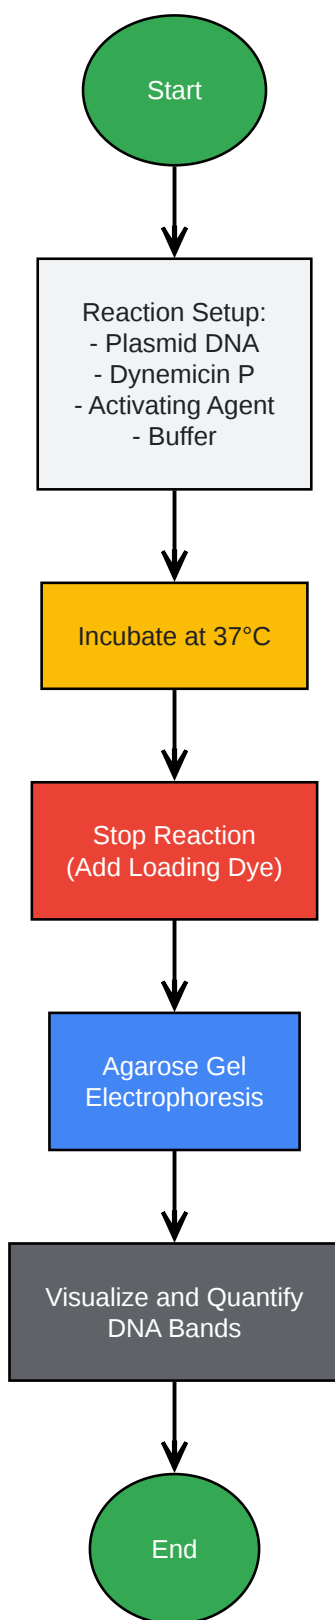 Start
Reaction Setup:
- Plasmid DNA
- Dynemicin P
- Activating Agent
- Buffer
Incubate at 37°C
Stop Reaction
(Add Loading Dye)
Agarose Gel
Electrophoresis
Visualize and Quantify
DNA Bands
End